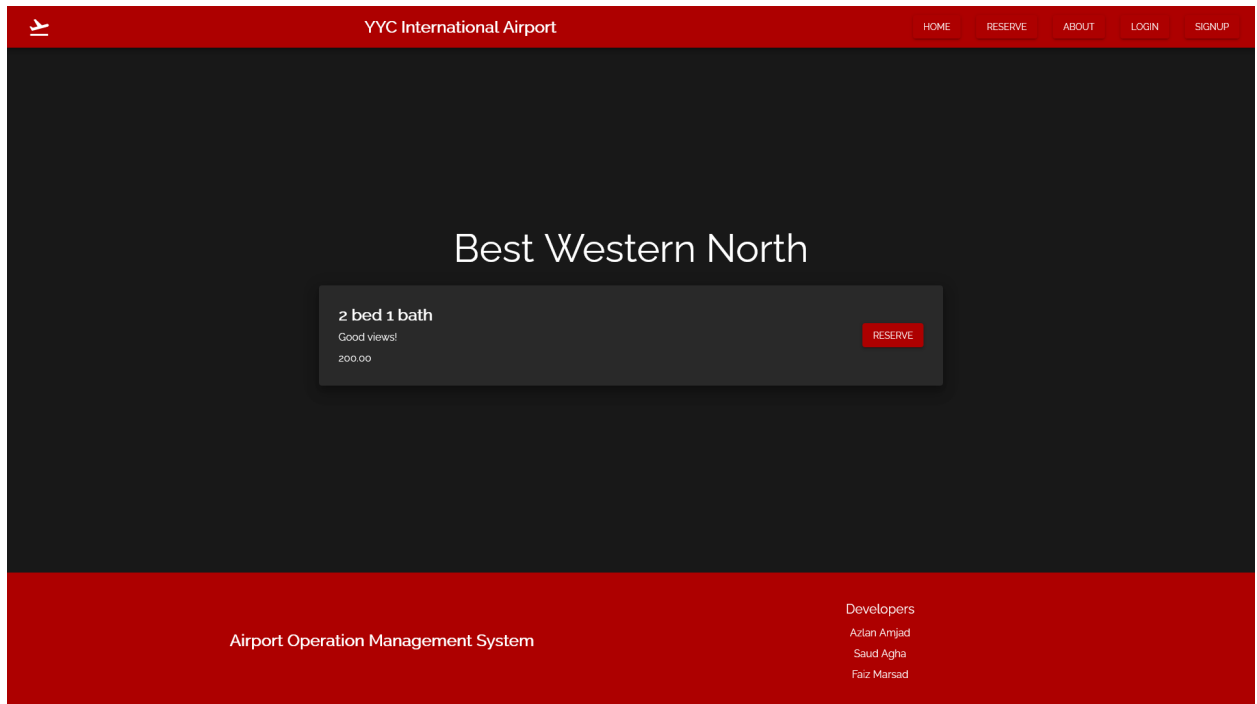 YYC International Airport
HOME RESERVE ABOUT LOGIN SIGNUP
Best Western North
2 bed 1 bath
Good views!
200.00
RESERVE
Airport Operation Management System
Developers
Azlan Amjad
Saud Agha
Faiz Marsad